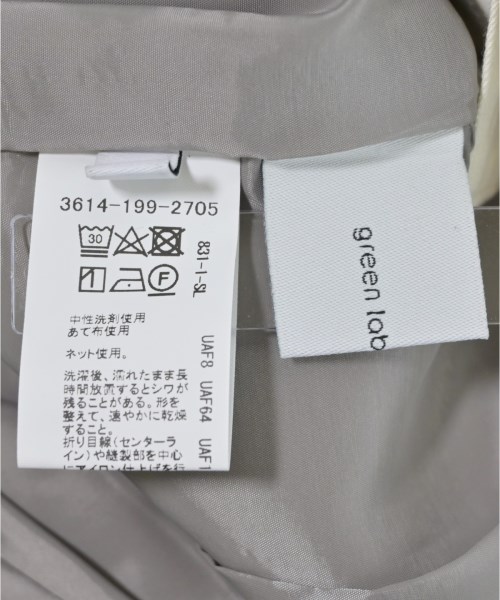 3614-199-2705
30
831-I-SL
F
中性洗剤使用
あて布使用
ネット使用。
洗濯後、濡れたまま長
時間放置するとシワが
残ることがある。形を
整えて、速やかに乾燥
すること。
折り目線(センターラ
イン)や縫製部を中心
にアイロン仕上げを行
UAF8 UAF64 UAF1
green lab